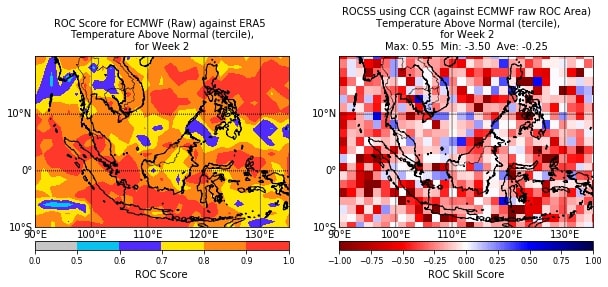 ROC Score for ECMWF (Raw) against ERA5
Temperature Above Normal (tercile),
for Week 2
10°N
0°
10°S
90°E 100°E 110°E 120°E 130°E
0.0 0.5 0.6 0.7 0.8 0.9 1.0
ROC Score
ROCSS using CCR (against ECMWF raw ROC Area)
Temperature Above Normal (tercile),
for Week 2
Max: 0.55 Min: -3.50 Ave: -0.25
10°N
0°
10°S
90°E 100°E 110°E 120°E 130°E
−1.00 −0.75 −0.50 −0.25 0.00 0.25 0.50 0.75 1.00
ROC Skill Score